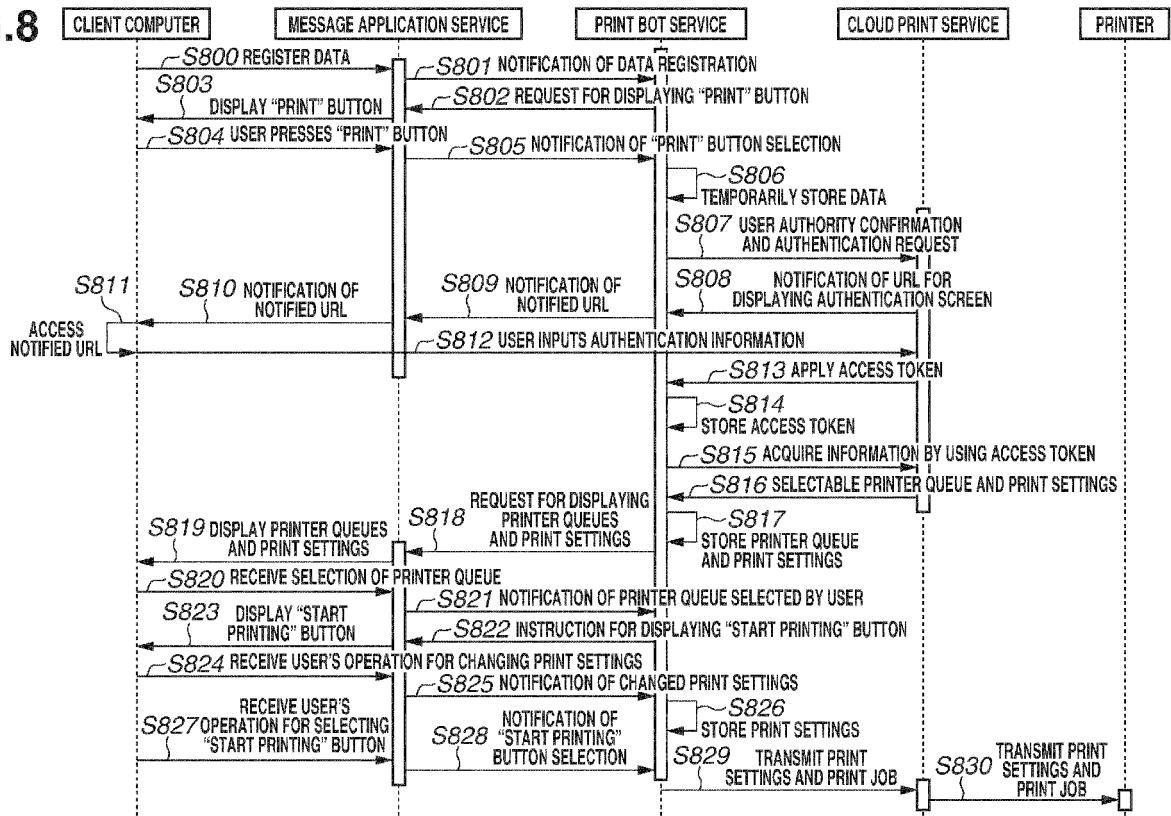 .8
CLIENT COMPUTER
MESSAGE APPLICATION SERVICE
PRINT BOT SERVICE
CLOUD PRINT SERVICE
PRINTER
S800 REGISTER DATA
S801 NOTIFICATION OF DATA REGISTRATION
S802 REQUEST FOR DISPLAYING "PRINT" BUTTON
S803
DISPLAY "PRINT" BUTTON
S804 USER PRESSES "PRINT" BUTTON
S805 NOTIFICATION OF "PRINT" BUTTON SELECTION
S806
TEMPORARILY STORE DATA
S807 USER AUTHORITY CONFIRMATION
AND AUTHENTICATION REQUEST
S808 NOTIFICATION OF URL FOR
DISPLAYING AUTHENTICATION SCREEN
S809 NOTIFICATION OF
NOTIFIED URL
S810 NOTIFICATION OF
NOTIFIED URL
S811
ACCESS
NOTIFIED URL
S812 USER INPUTS AUTHENTICATION INFORMATION
S813 APPLY ACCESS TOKEN
S814
STORE ACCESS TOKEN
S815 ACQUIRE INFORMATION BY USING ACCESS TOKEN
S816 SELECTABLE PRINTER QUEUE AND PRINT SETTINGS
S817
STORE PRINTER QUEUE
AND PRINT SETTINGS
S818 REQUEST FOR DISPLAYING
PRINTER QUEUES
AND PRINT SETTINGS
S819 DISPLAY PRINTER QUEUES
AND PRINT SETTINGS
S820 RECEIVE SELECTION OF PRINTER QUEUE
S821 NOTIFICATION OF PRINTER QUEUE SELECTED BY USER
S822 INSTRUCTION FOR DISPLAYING "START PRINTING" BUTTON
S823 DISPLAY "START
PRINTING" BUTTON
S824 RECEIVE USER'S OPERATION FOR CHANGING PRINT SETTINGS
S825 NOTIFICATION OF CHANGED PRINT SETTINGS
S826
STORE PRINT SETTINGS
S827 RECEIVE USER'S
OPERATION FOR SELECTING
"START PRINTING" BUTTON
S828 NOTIFICATION OF
"START PRINTING"
BUTTON SELECTION
S829 TRANSMIT PRINT
SETTINGS AND PRINT JOB
S830 TRANSMIT PRINT
SETTINGS AND
PRINT JOB